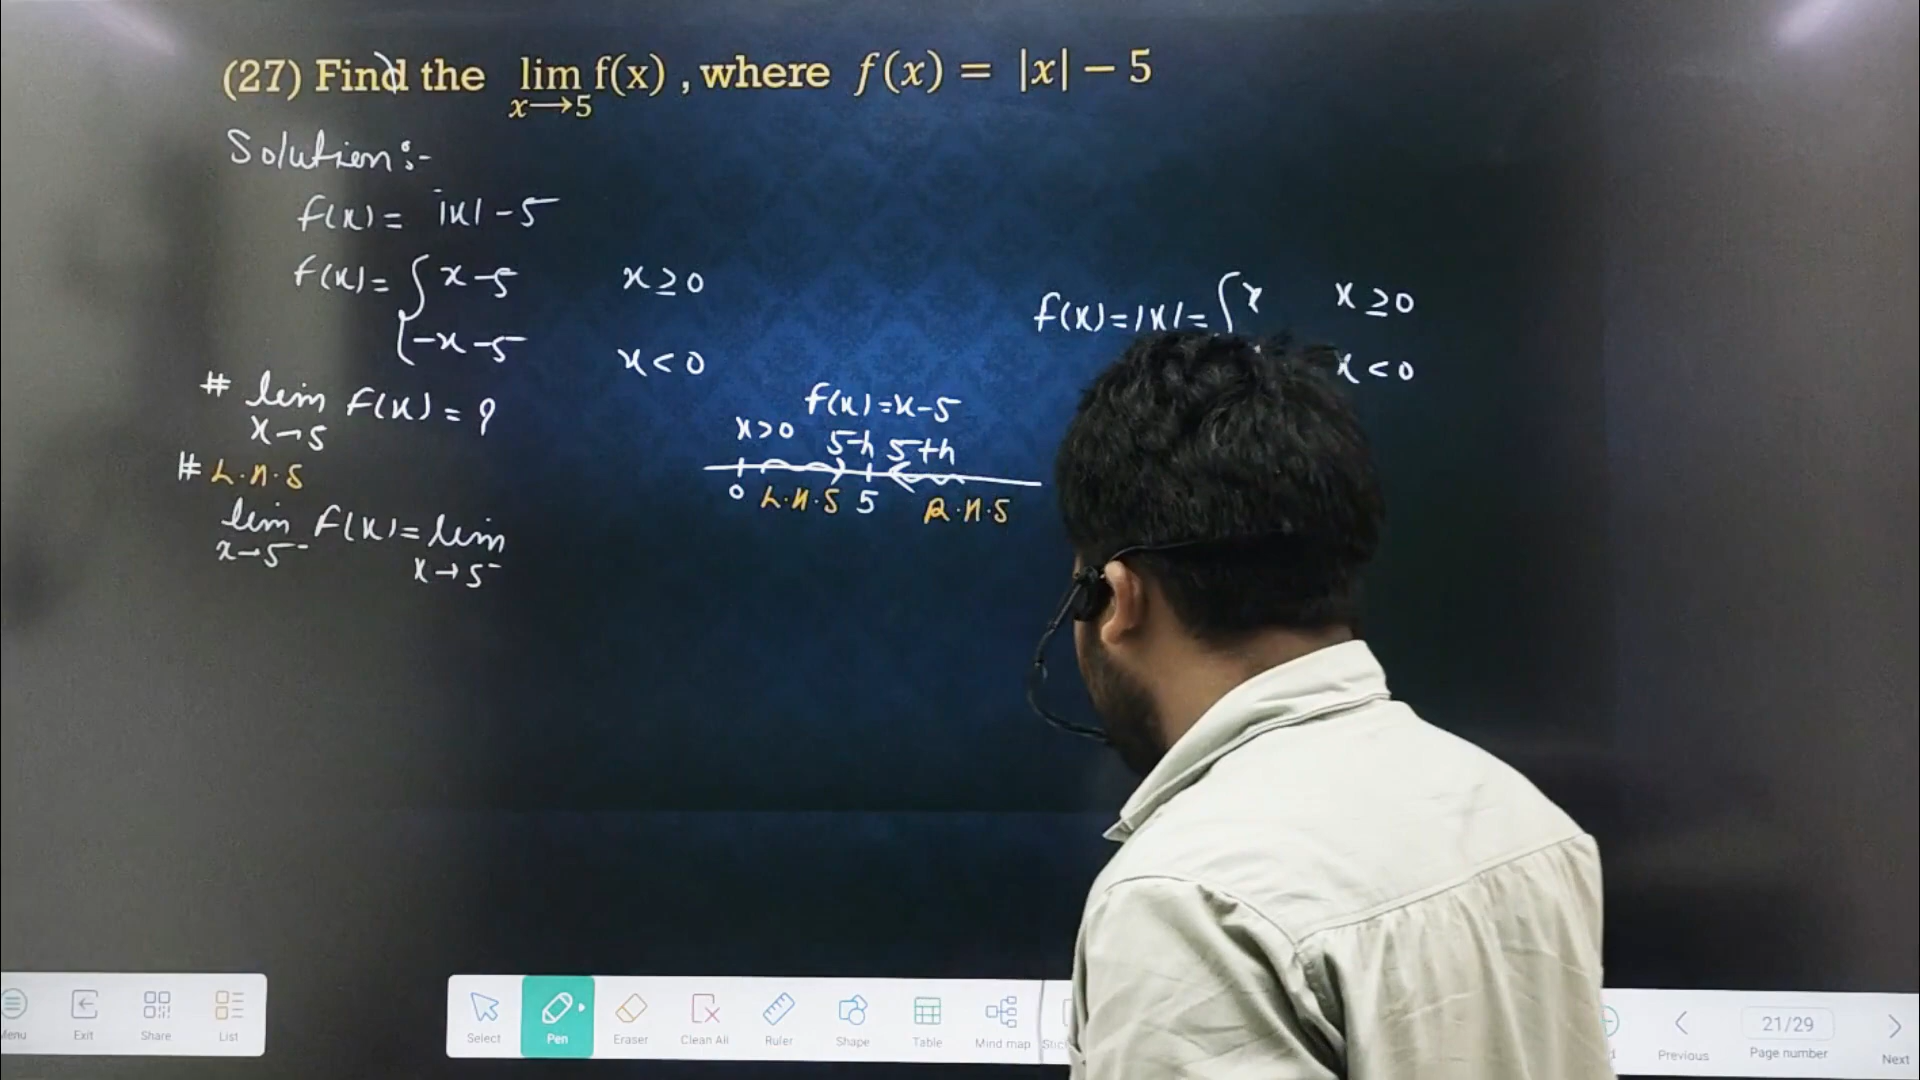 (27) Find the lim f(x) , where f(x) = |x| − 5
x→5
Solution:-
f(x) = |x| - 5
f(x) = { x - 5    x ≥ 0
-x - 5    x < 0
f(x) = |x| = { x    x ≥ 0
x < 0
# lim f(x) = ?
x→5
f(x) = x - 5
x > 0    5-h    5+h
0    L.H.S    5    R.H.S
# L.H.S
lim f(x) = lim
x→5⁻    x→5⁻
Menu    Exit    Share    List    Select    Pen    Eraser    Clean All    Ruler    Shape    Table    Mind map    Previous    21/29    Page number    Next